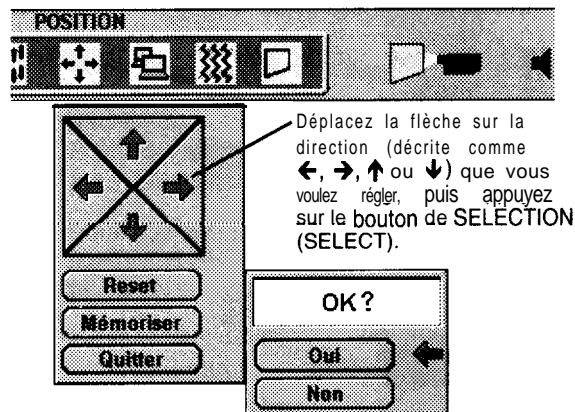 POSITION
Déplacez la flèche sur la
direction (décrite comme
←, →, ↑ ou ↓) que vous
voulez régler, puis appuyez
sur le bouton de SELECTION
(SELECT).
Reset
Mémoriser
Quitter
OK?
Oui
Non